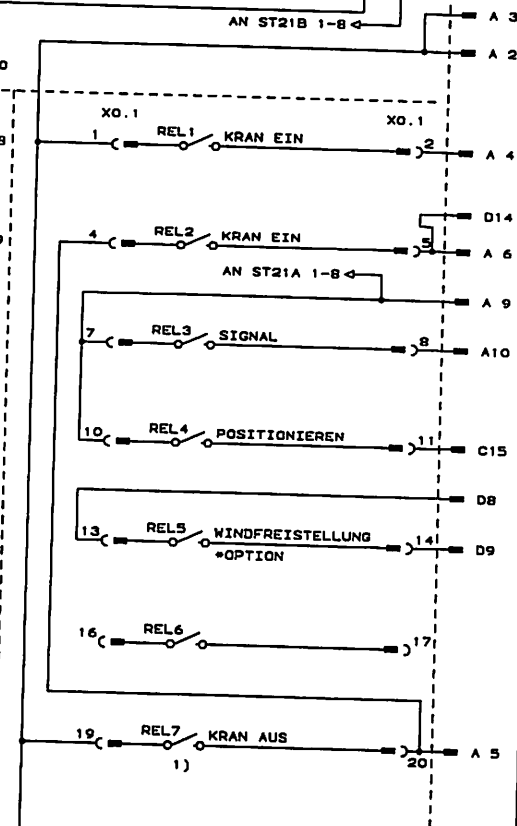 AN ST21B 1-8
A 3
A 2
X0.1
X0.1
1 REL1 KRAN EIN 2 A 4
D14
4 REL2 KRAN EIN 5 A 6
AN ST21A 1-8
A 9
7 REL3 SIGNAL 8 A10
10 REL4 POSITIONIEREN 11 C15
D8
13 REL5 WINDFREISTELLUNG 14 D9
*OPTION
16 REL6 17
19 REL7 KRAN AUS 20 A 5
1)